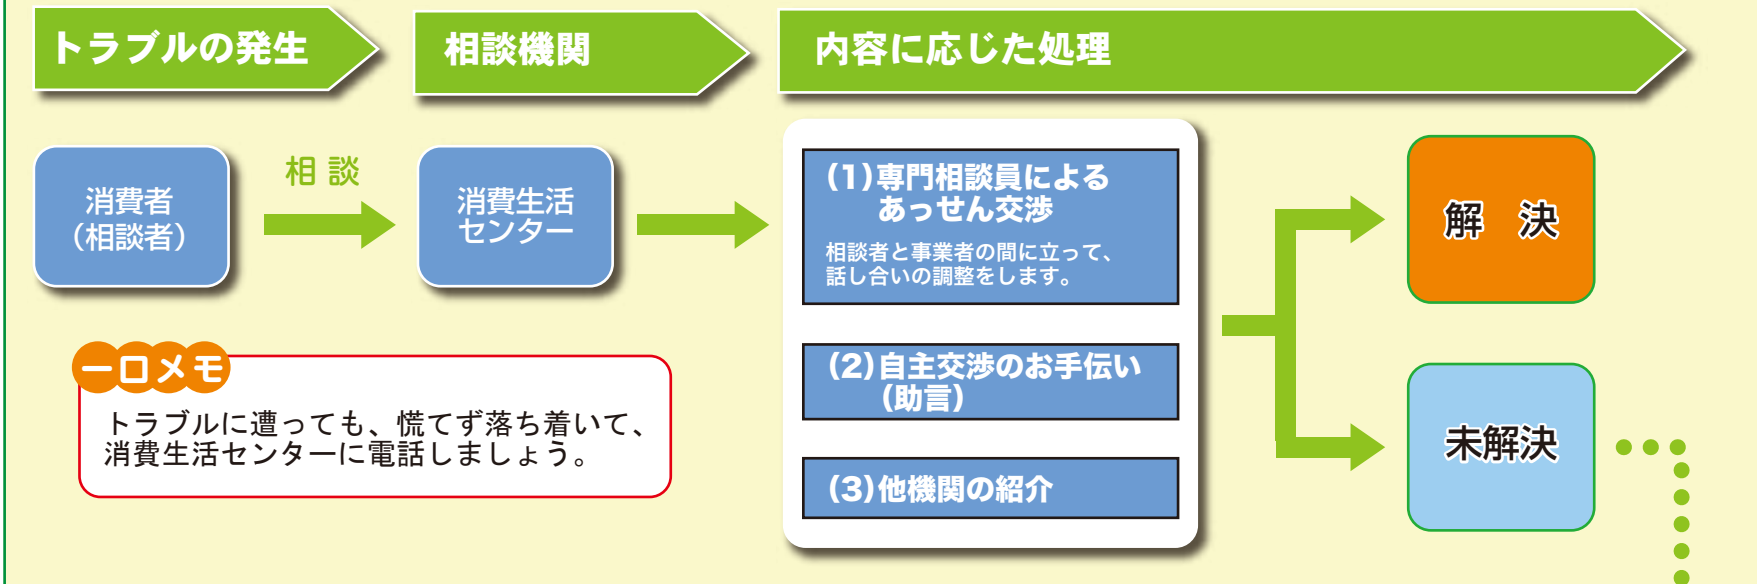 トラブルの発生
相談機関
内容に応じた処理
消費者
（相談者）
相 談
消費生活
センター
(1)専門相談員による
あっせん交渉
相談者と事業者の間に立って、
話し合いの調整をします。
(2)自主交渉のお手伝い
（助言）
(3)他機関の紹介
解　決
未解決
一口メモ
トラブルに遭っても、慌てず落ち着いて、
消費生活センターに電話しましょう。